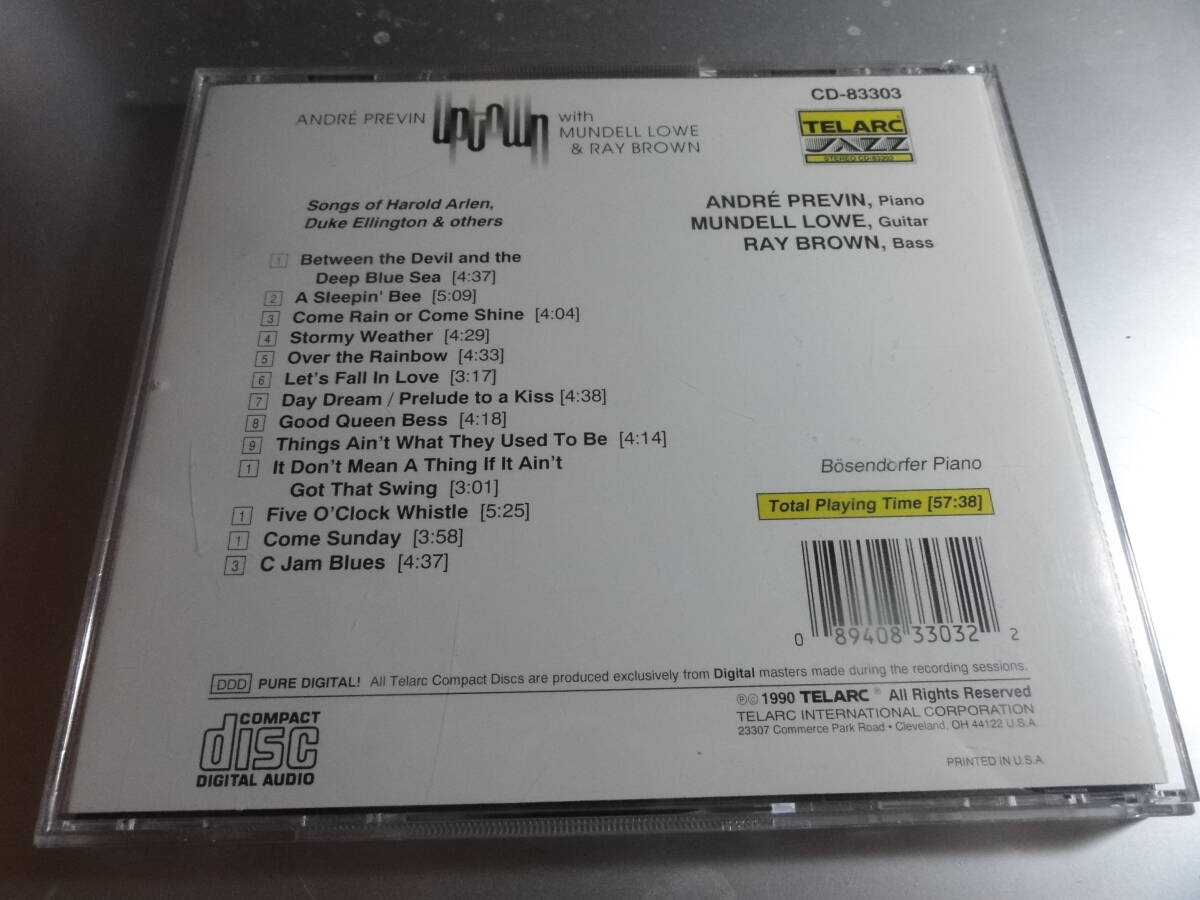 ANDRÉ PREVIN uptown with
MUNDELL LOWE
& RAY BROWN
CD-83303
TELARC
JAZZ
STEREO CD-83303
Songs of Harold Arlen,
Duke Ellington & others
ANDRÉ PREVIN, Piano
MUNDELL LOWE, Guitar
RAY BROWN, Bass
1 Between the Devil and the
Deep Blue Sea [4:37]
2 A Sleepin' Bee [5:09]
3 Come Rain or Come Shine [4:04]
4 Stormy Weather [4:29]
5 Over the Rainbow [4:33]
6 Let's Fall In Love [3:17]
7 Day Dream / Prelude to a Kiss [4:38]
8 Good Queen Bess [4:18]
9 Things Ain't What They Used To Be [4:14]
1 It Don't Mean A Thing If It Ain't
Got That Swing [3:01]
1 Five O'Clock Whistle [5:25]
1 Come Sunday [3:58]
3 C Jam Blues [4:37]
Bösendorfer Piano
Total Playing Time [57:38]
0 89408 33032 2
DDD PURE DIGITAL! All Telarc Compact Discs are produced exclusively from Digital masters made during the recording sessions.
℗© 1990 TELARC® All Rights Reserved
TELARC INTERNATIONAL CORPORATION
23307 Commerce Park Road • Cleveland, OH 44122 U.S.A.
COMPACT
disc
DIGITAL AUDIO
PRINTED IN U.S.A.